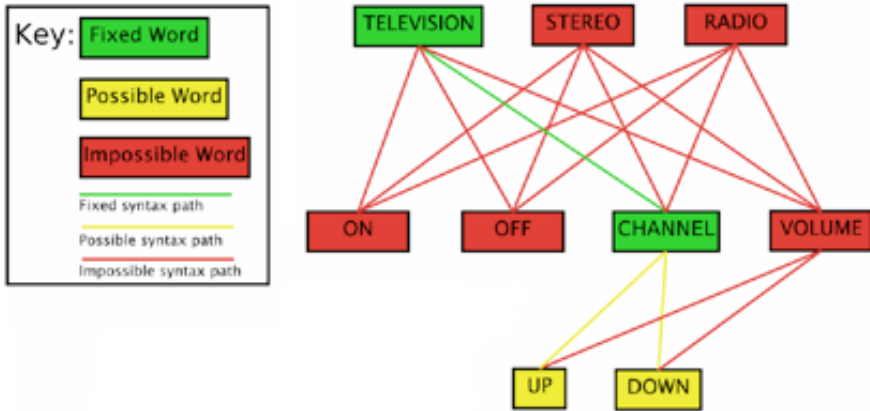 Key: Fixed Word
Possible Word
Impossible Word
Fixed syntax path
Possible syntax path
Impossible syntax path
TELEVISION STEREO RADIO
ON OFF CHANNEL VOLUME
UP DOWN